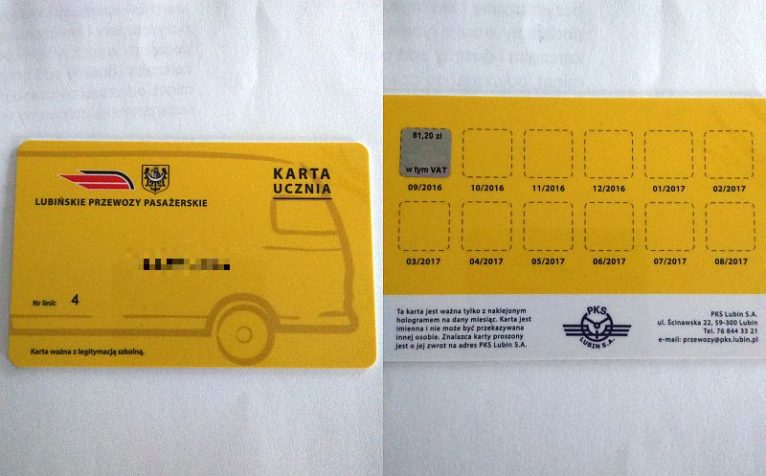 KARTA
UCZNIA
LUBIŃSKIE PRZEWOZY PASAŻERSKIE
Nr linii: 4
Karta ważna z legitymacją szkolną.
61,20 zł
w tym VAT
09/2016 10/2016 11/2016 12/2016 01/2017 02/2017
03/2017 04/2017 05/2017 06/2017 07/2017 08/2017
Ta karta jest ważna tylko z naklejonym
hologramem na dany miesiąc. Karta jest
imienna i nie może być przekazywana
innej osobie. Znalazca karty proszony
jest o jej zwrot na adres PKS Lubin S.A.
PKS
LUBIN S.A.
PKS Lubin S.A.
ul. Ścinawska 22, 59-300 Lubin
Tel. 76 844 33 21
e-mail: przewozy@pks.lubin.pl